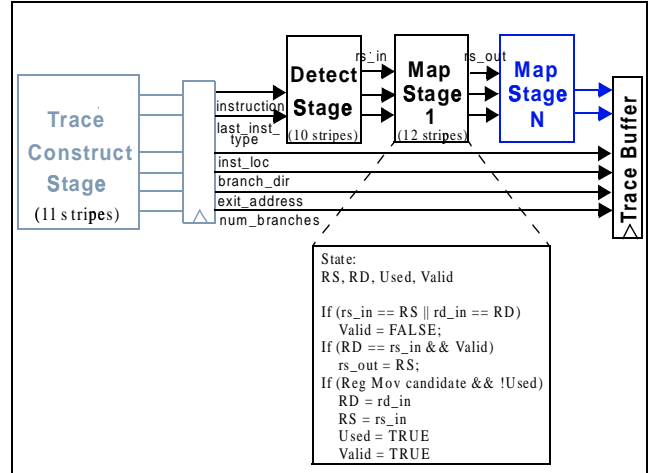 Trace
Construct
Stage
(11 stripes)
instruction
last_inst_
type
inst_loc
branch_dir
exit_address
num_branches
Detect
Stage
(10 stripes)
rs_in
Map
Stage
1
(12 stripes)
rs_out
Map
Stage
N
Trace Buffer
State:
RS, RD, Used, Valid
If (rs_in == RS || rd_in == RD)
Valid = FALSE;
If (RD == rs_in && Valid)
rs_out = RS;
If (Reg Mov candidate && !Used)
RD = rd_in
RS = rs_in
Used = TRUE
Valid = TRUE